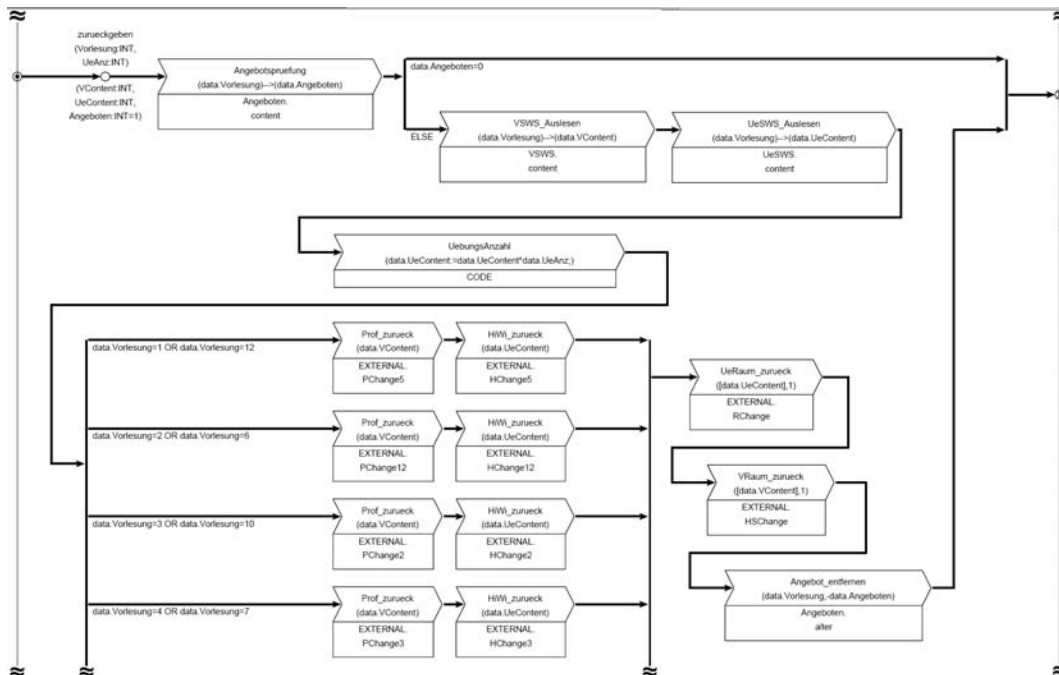 zurueckgeben
(Vorlesung:INT,
UeAnz:INT)
(VContent:INT,
UeContent:INT,
Angeboten:INT=1)
Angebotspruefung
(data.Vorlesung)-->(data.Angeboten)
Angeboten.
content
data.Angeboten=0
ELSE
VSWS_Auslesen
(data.Vorlesung)-->(data.VContent)
VSWS.
content
UeSWS_Auslesen
(data.Vorlesung)-->(data.UeContent)
UeSWS.
content
UebungsAnzahl
(data.UeContent:=data.UeContent*data.UeAnz;)
CODE
data.Vorlesung=1 OR data.Vorlesung=12
Prof_zurueck
(data.VContent)
EXTERNAL.
PChange5
HiWi_zurueck
(data.UeContent)
EXTERNAL.
HChange5
data.Vorlesung=2 OR data.Vorlesung=6
Prof_zurueck
(data.VContent)
EXTERNAL.
PChange12
HiWi_zurueck
(data.UeContent)
EXTERNAL.
HChange12
data.Vorlesung=3 OR data.Vorlesung=10
Prof_zurueck
(data.VContent)
EXTERNAL.
PChange2
HiWi_zurueck
(data.UeContent)
EXTERNAL.
HChange2
data.Vorlesung=4 OR data.Vorlesung=7
Prof_zurueck
(data.VContent)
EXTERNAL.
PChange3
HiWi_zurueck
(data.UeContent)
EXTERNAL.
HChange3
UeRaum_zurueck
([data.UeContent],1)
EXTERNAL.
RChange
VRaum_zurueck
([data.VContent],1)
EXTERNAL.
HSChange
Angebot_entfernen
(data.Vorlesung,-data.Angeboten)
Angeboten.
alter